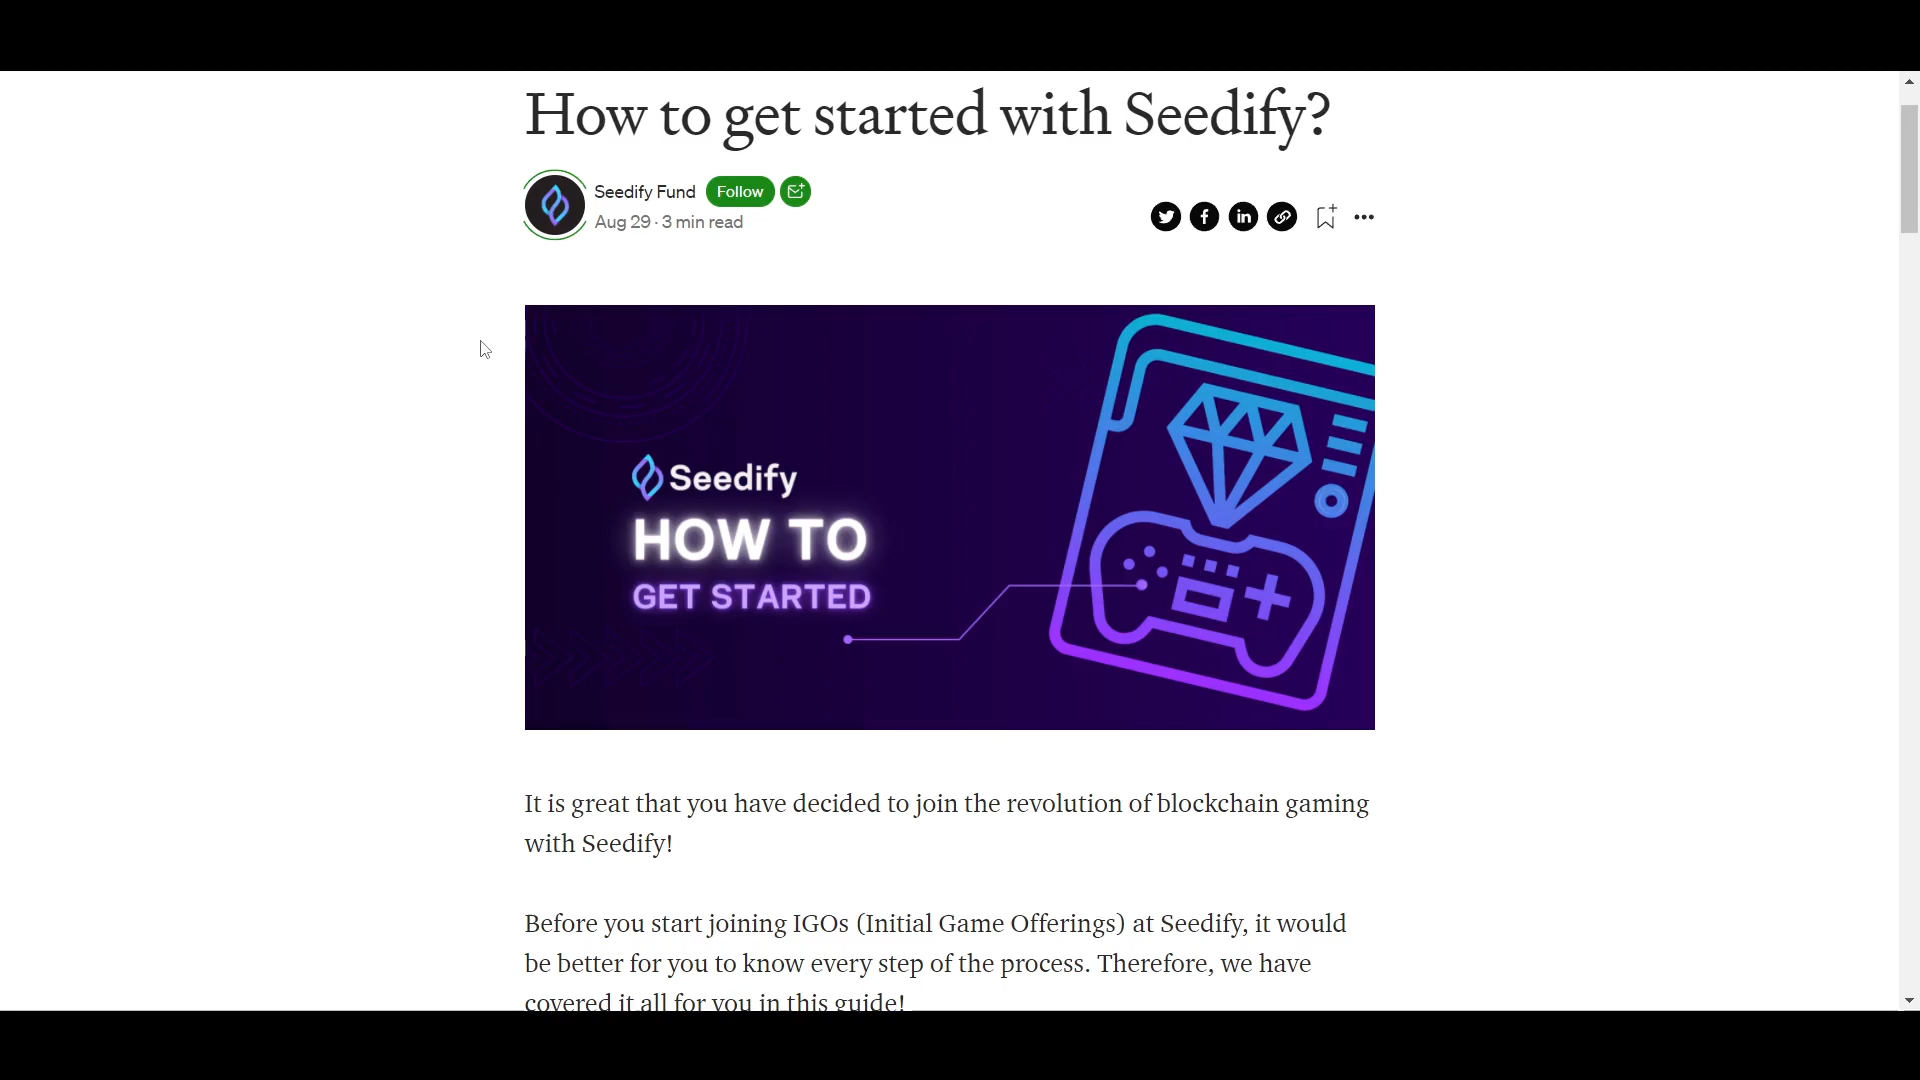 How to get started with Seedify?
Seedify Fund Follow
Aug 29 · 3 min read
Seedify
HOW TO
GET STARTED
It is great that you have decided to join the revolution of blockchain gaming
with Seedify!
Before you start joining IGOs (Initial Game Offerings) at Seedify, it would
be better for you to know every step of the process. Therefore, we have
covered it all for you in this guide!